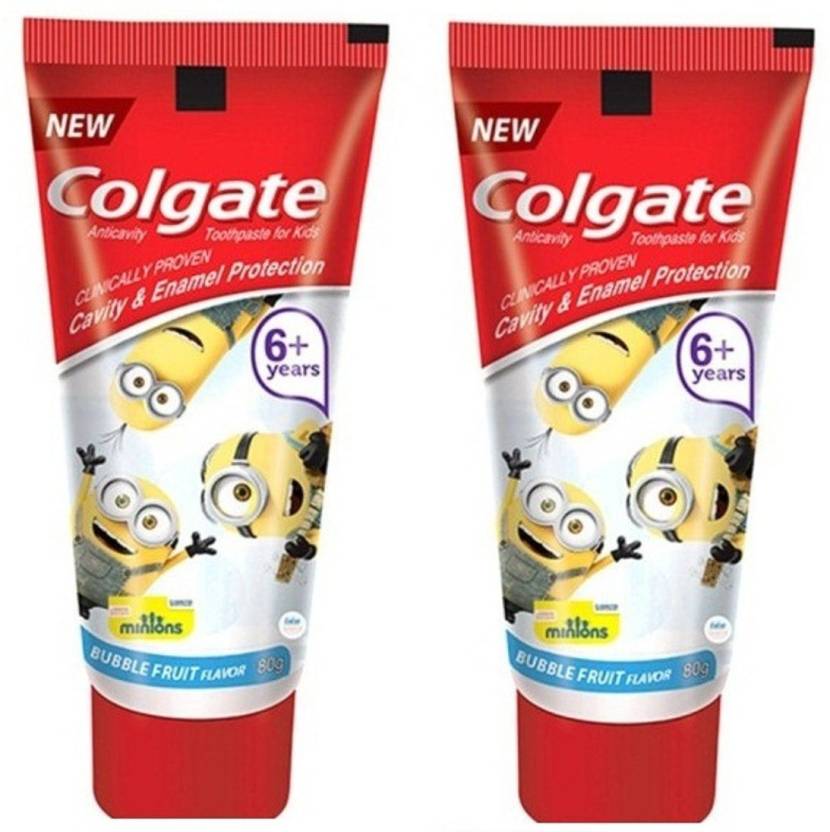 NEW
Colgate
Anticavity Toothpaste for Kids
CLINICALLY PROVEN
Cavity & Enamel Protection
6+
years
minions
BUBBLE FRUIT FLAVOR 80g
NEW
Colgate
Anticavity Toothpaste for Kids
CLINICALLY PROVEN
Cavity & Enamel Protection
6+
years
minions
BUBBLE FRUIT FLAVOR 80g